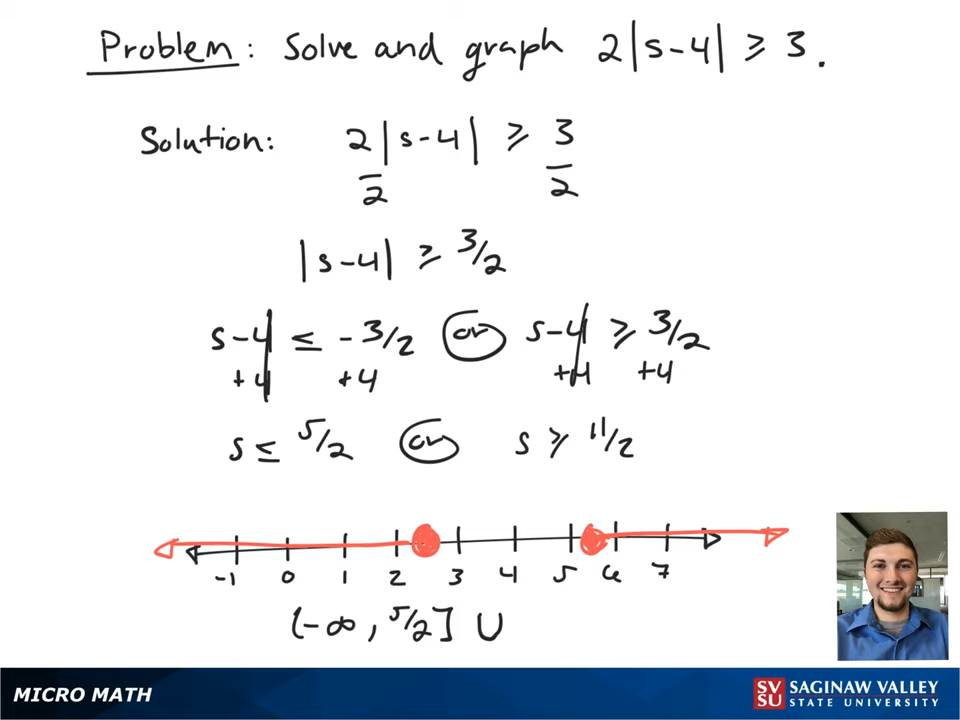 Problem: Solve and graph 2|s-4| ≥ 3.
Solution: 2|s-4| ≥ 3
2 2
|s-4| ≥ 3/2
s-4 ≤ -3/2 or s-4 ≥ 3/2
+4 +4 +4 +4
s ≤ 5/2 or s ≥ 11/2
-1 0 1 2 3 4 5 6 7
(-∞, 5/2] ∪
MICRO MATH
SV SU SAGINAW VALLEY
STATE UNIVERSITY